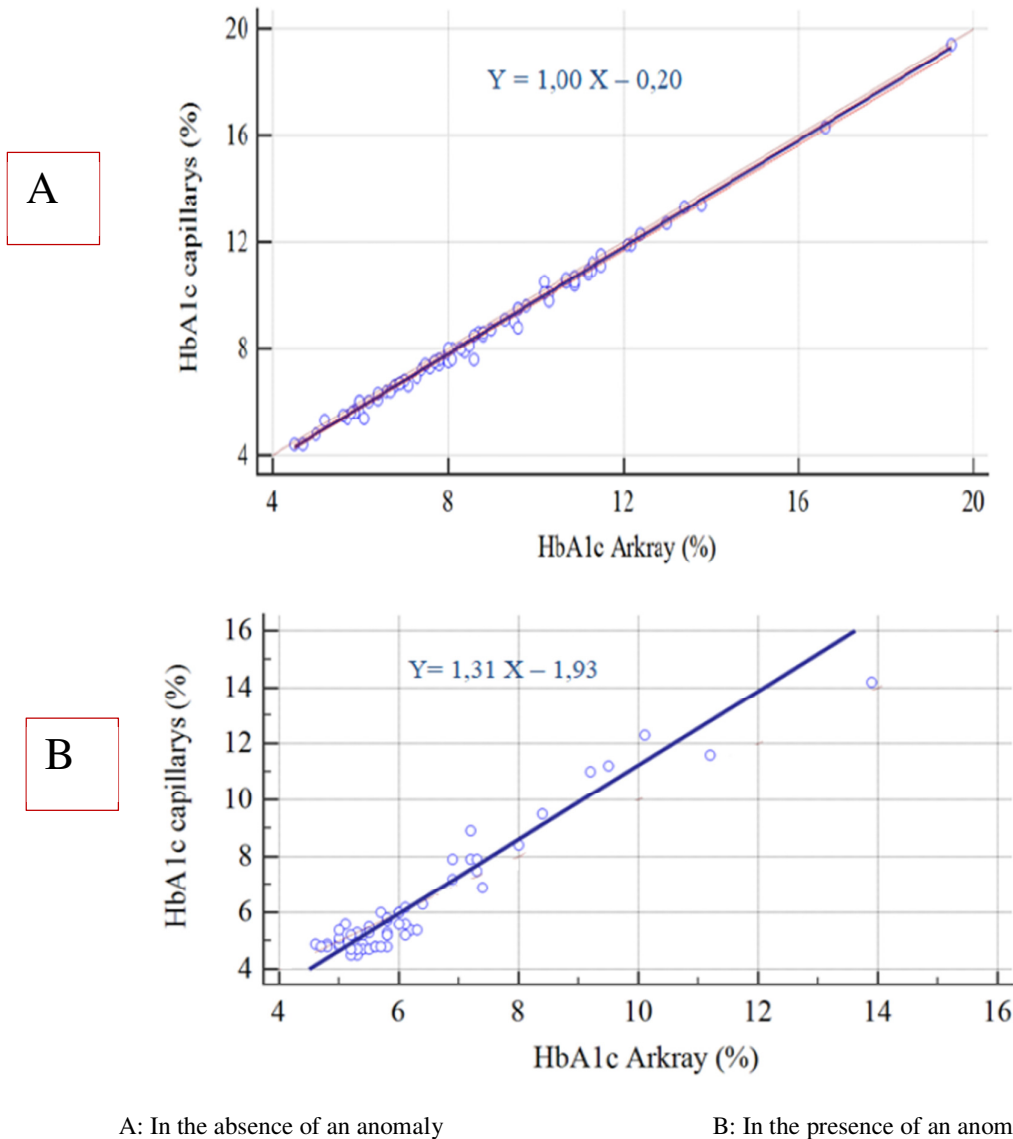 A
20
16
12
8
4
Y = 1,00 X – 0,20
HbA1c capillarys (%)
4 8 12 16 20
HbA1c Arkray (%)
B
16
14
12
10
8
6
4
Y= 1,31 X – 1,93
HbA1c capillarys (%)
4 6 8 10 12 14 16
HbA1c Arkray (%)
A: In the absence of an anomaly B: In the presence of an anom